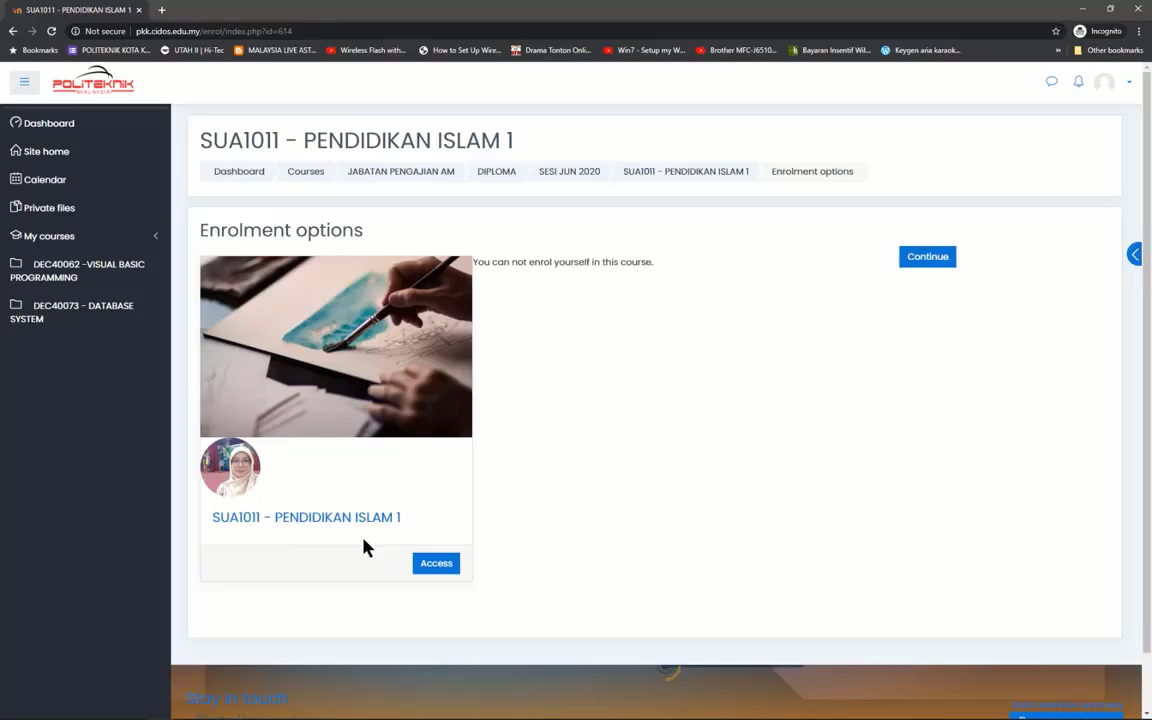 SUA1011 - PENDIDIKAN ISLAM 1
Not secure | pkk.cidos.edu.my/enrol/index.php?id=614
Incognito
Bookmarks
POLITEKNIK KOTA K...
UTAH II | Hi-Tec
MALAYSIA LIVE AST...
Wireless Flash with...
How to Set Up Wire...
Drama Tonton Onli...
Win7 - Setup my W...
Brother MFC-J6510...
Bayaran Insentif Wil...
Keygen aria karaok...
»
Other bookmarks
POLITEKNIK
MALAYSIA
Dashboard
Site home
Calendar
Private files
My courses
DEC40062 -VISUAL BASIC
PROGRAMMING
DEC40073 - DATABASE
SYSTEM
SUA1011 - PENDIDIKAN ISLAM 1
Dashboard
Courses
JABATAN PENGAJIAN AM
DIPLOMA
SESI JUN 2020
SUA1011 - PENDIDIKAN ISLAM 1
Enrolment options
Enrolment options
You can not enrol yourself in this course.
Continue
SUA1011 - PENDIDIKAN ISLAM 1
Access
Stay in touch